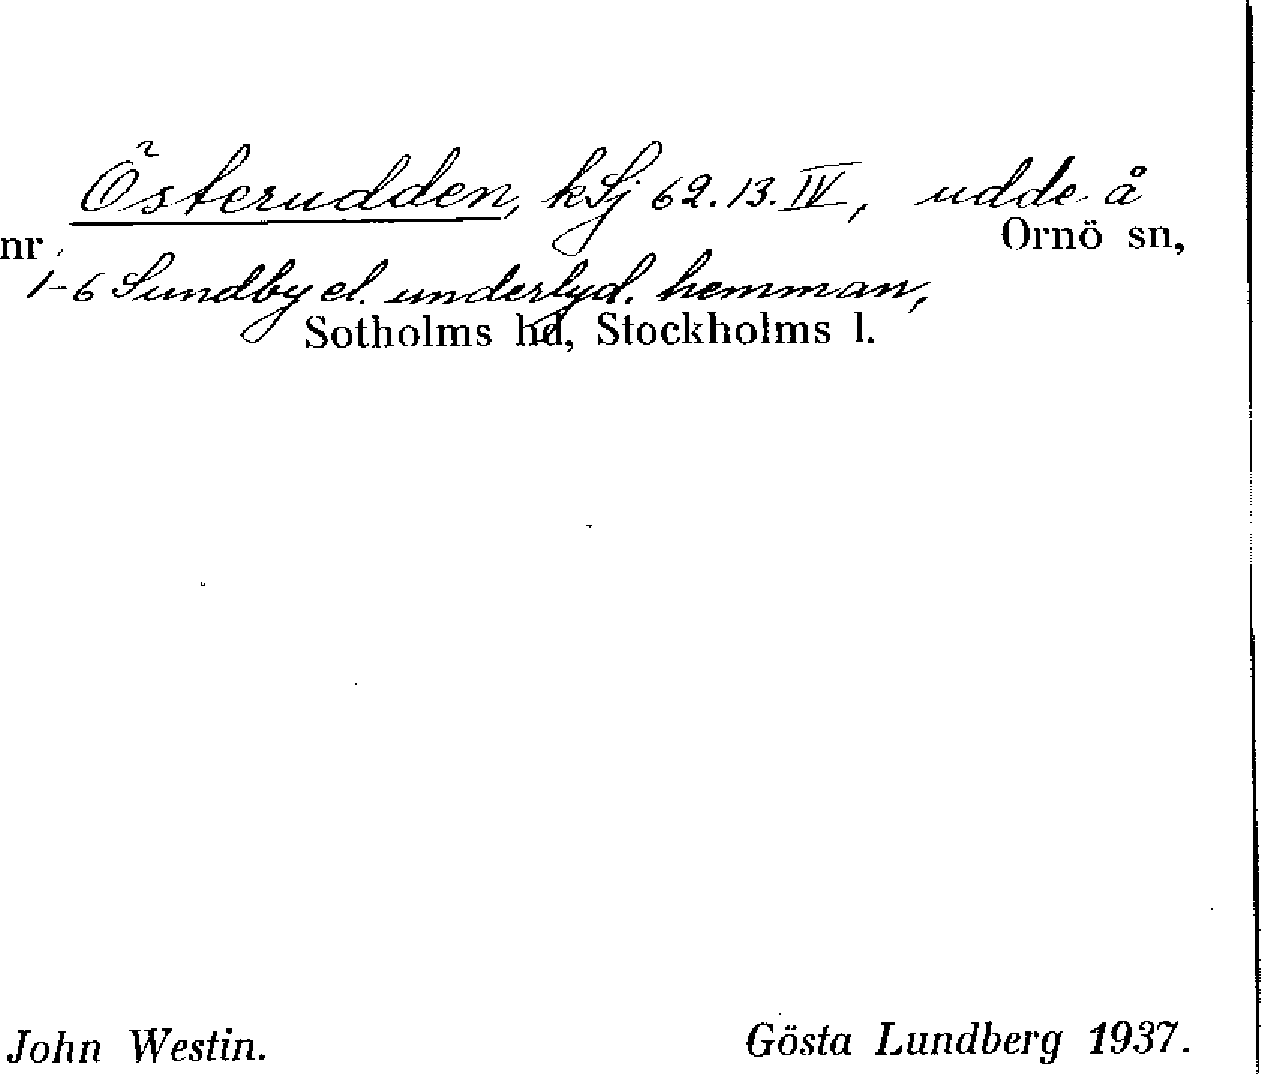 Österudden, kSj 62.13.IV, udde å
nr Ornö sn,
1-6 Sundby el. underlyd. hemman,
Sotholms hd, Stockholms l.
John Westin. Gösta Lundberg 1937.